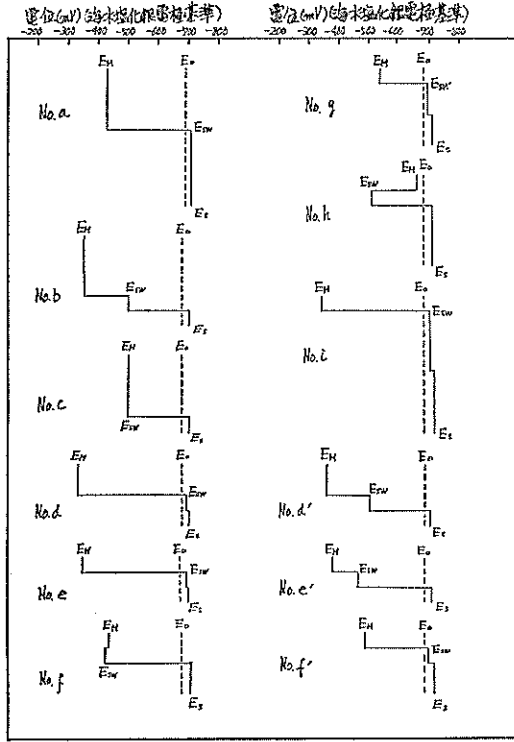 電位(mV)(海水塩化銀電極基準)
-200 -300 -400 -500 -600 -700 -800
EH E0
No.a
ESW
ES
EH E0
No.b
ESW
ES
EH E0
No.c
ESW
ES
EH E0
ESW
No.d
ES
EH E0
ESW
No.e
ES
EH E0
ESW
No.f
ES
電位(mV)(海水塩化銀電極基準)
-200 -300 -400 -500 -600 -700 -800
EH E0
ESW
No.g
ES
EH E0
ESW
No.h
ES
EH E0
ESW
No.i
ES
EH E0
ESW
No.d'
ES
EH E0
ESW
No.e'
ES
EH E0
ESW
No.f'
ES